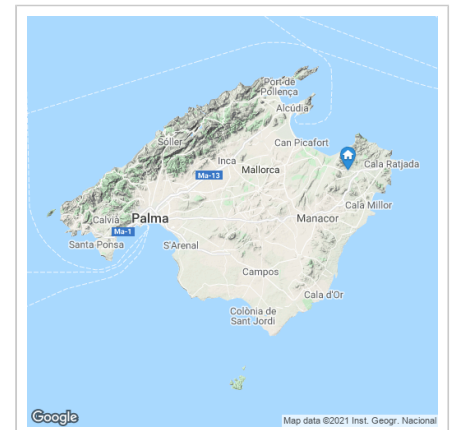 Port de
Pollença
Alcúdia
Sóller
Can Picafort
Inca
Mallorca
Cala Ratjada
Ma-13
Calvià
Palma
Manacor
Cala Millor
Ma-1
Santa Ponsa
S'Arenal
Campos
Cala d'Or
Colònia de
Sant Jordi
Google
Map data ©2021 Inst. Geogr. Nacional